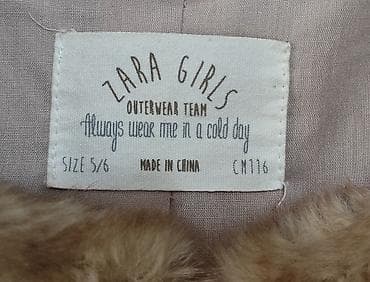 ZARA GIRLS
OUTERWEAR TEAM
Always wear me in a cold day
SIZE 5/6 MADE IN CHINA CM116